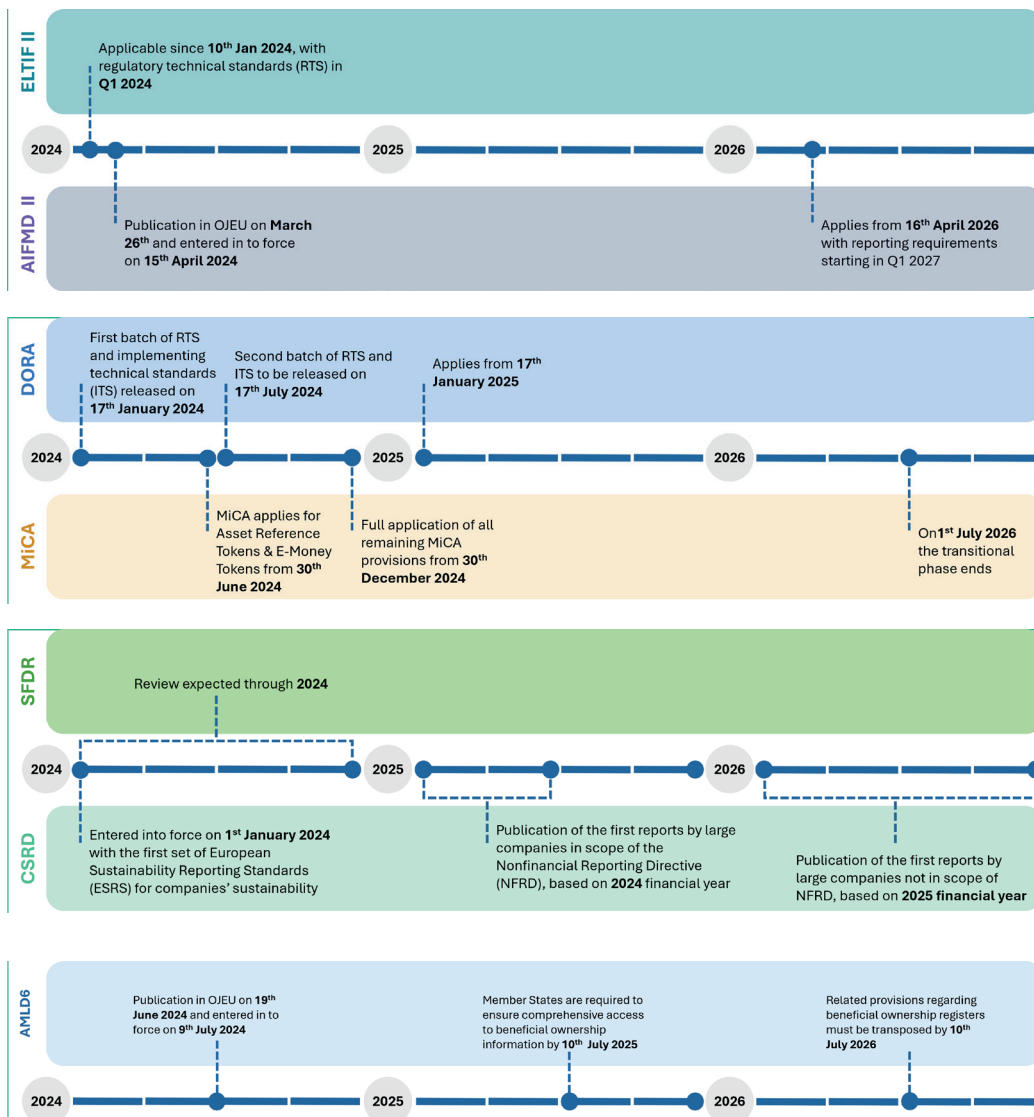 ELTIF II
Applicable since 10th Jan 2024, with
regulatory technical standards (RTS) in
Q1 2024
2024
2025
2026
AIFMD II
Publication in OJEU on March
26th and entered in to force
on 15th April 2024
Applies from 16th April 2026
with reporting requirements
starting in Q1 2027
DORA
First batch of RTS
and implementing
technical standards
(ITS) released on
17th January 2024
Second batch of RTS and
ITS to be released on
17th July 2024
Applies from 17th
January 2025
2024
2025
2026
MiCA
MiCA applies for
Asset Reference
Tokens & E-Money
Tokens from 30th
June 2024
Full application of all
remaining MiCA
provisions from 30th
December 2024
On1st July 2026
the transitional
phase ends
SFDR
Review expected through 2024
2024
2025
2026
CSRD
Entered into force on 1st January 2024
with the first set of European
Sustainability Reporting Standards
(ESRS) for companies’ sustainability
Publication of the first reports by large
companies in scope of the
Nonfinancial Reporting Directive
(NFRD), based on 2024 financial year
Publication of the first reports by
large companies not in scope of
NFRD, based on 2025 financial year
AMLD6
Publication in OJEU on 19th
June 2024 and entered in to
force on 9th July 2024
Member States are required to
ensure comprehensive access
to beneficial ownership
information by 10th July 2025
Related provisions regarding
beneficial ownership registers
must be transposed by 10th
July 2026
2024
2025
2026